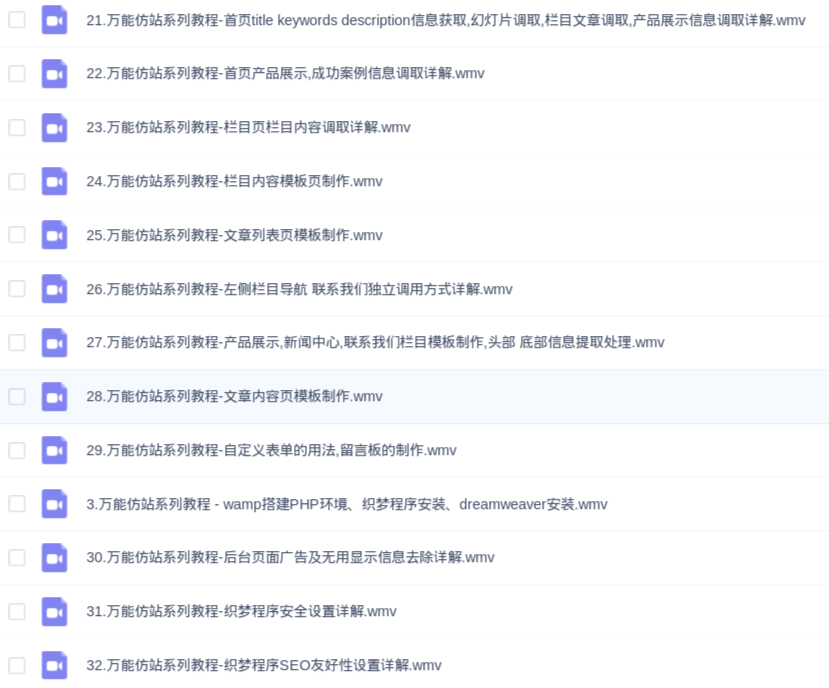 21.万能仿站系列教程-首页title keywords description信息获取,幻灯片调取,栏目文章调取,产品展示信息调取详解.wmv
22.万能仿站系列教程-首页产品展示,成功案例信息调取详解.wmv
23.万能仿站系列教程-栏目页栏目内容调取详解.wmv
24.万能仿站系列教程-栏目内容模板页制作.wmv
25.万能仿站系列教程-文章列表页模板制作.wmv
26.万能仿站系列教程-左侧栏目导航 联系我们独立调用方式详解.wmv
27.万能仿站系列教程-产品展示,新闻中心,联系我们栏目模板制作,头部 底部信息提取处理.wmv
28.万能仿站系列教程-文章内容页模板制作.wmv
29.万能仿站系列教程-自定义表单的用法,留言板的制作.wmv
3.万能仿站系列教程 - wamp搭建PHP环境、织梦程序安装、dreamweaver安装.wmv
30.万能仿站系列教程-后台页面广告及无用显示信息去除详解.wmv
31.万能仿站系列教程-织梦程序安全设置详解.wmv
32.万能仿站系列教程-织梦程序SEO友好性设置详解.wmv